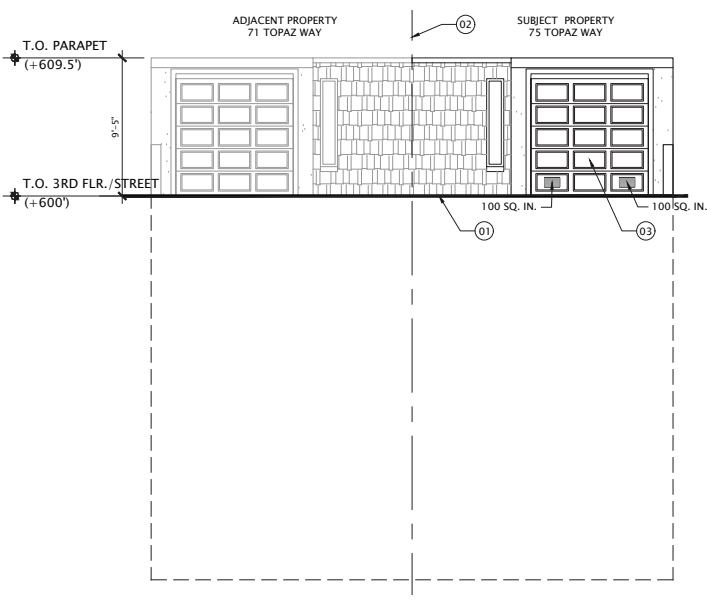 ADJACENT PROPERTY
71 TOPAZ WAY
02
SUBJECT PROPERTY
75 TOPAZ WAY
T.O. PARAPET
(+609.5')
9'-5"
T.O. 3RD FLR./STREET
(+600')
100 SQ. IN.
100 SQ. IN.
01
03